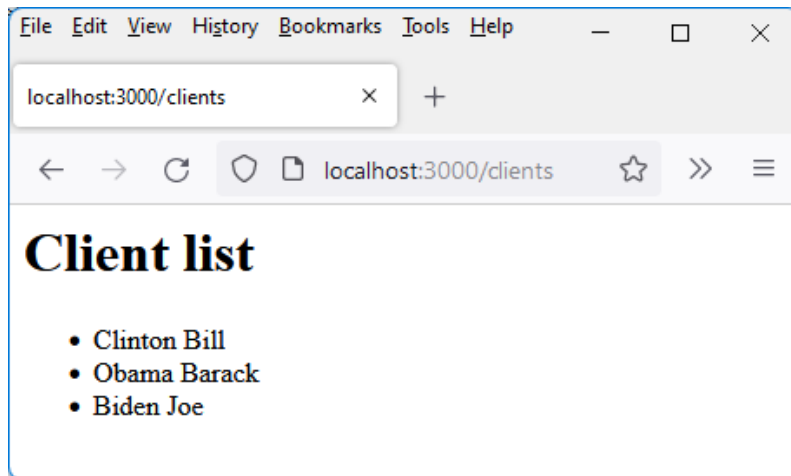 File Edit View History Bookmarks Tools Help
localhost:3000/clients
localhost:3000/clients
Client list
• Clinton Bill
• Obama Barack
• Biden Joe